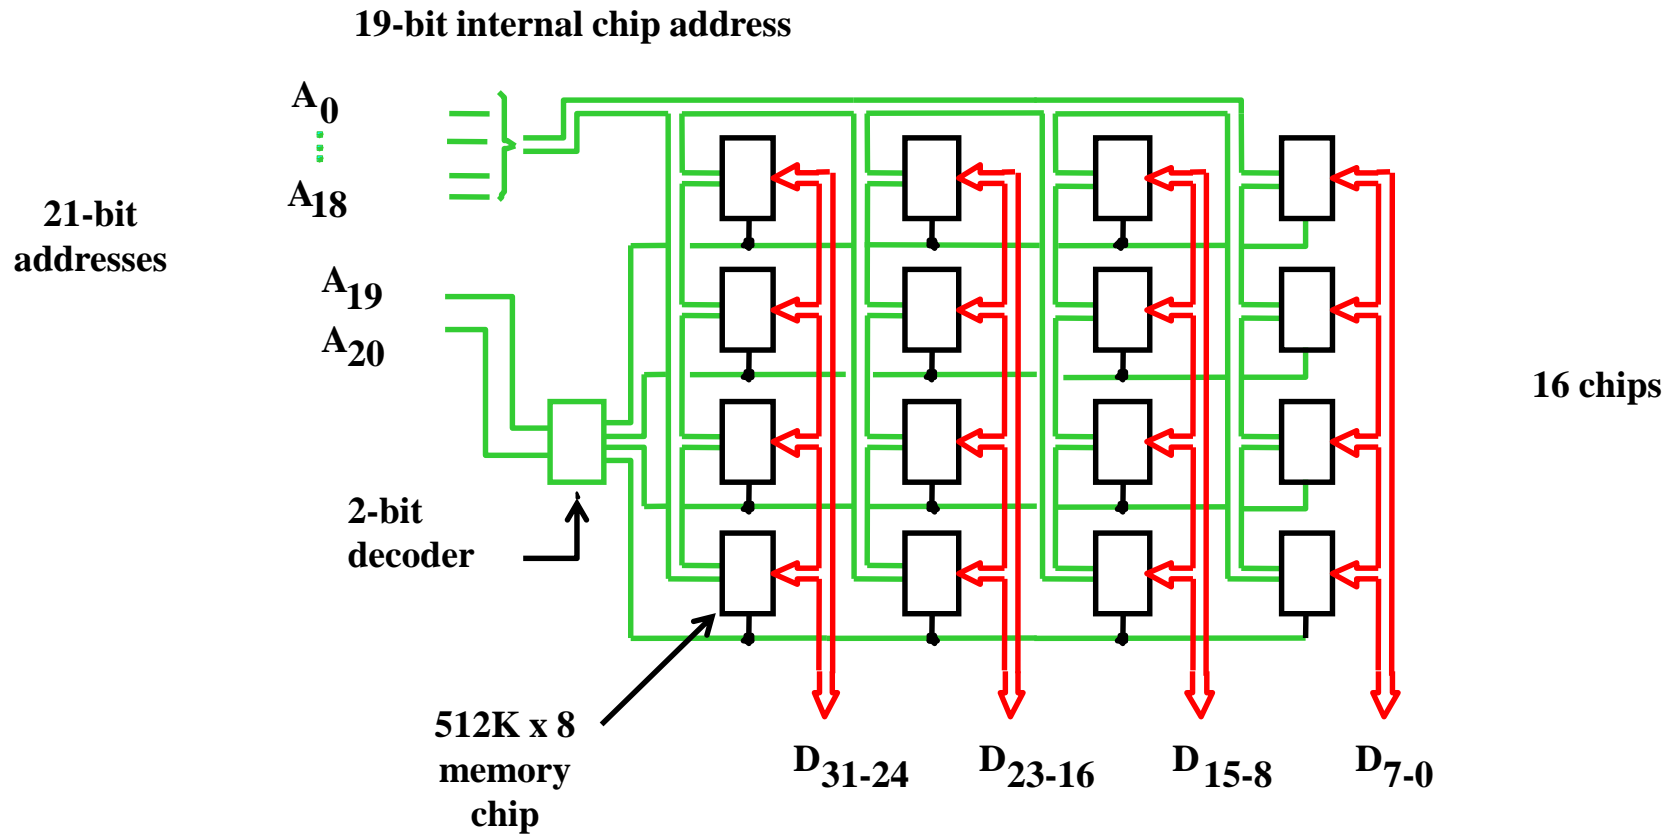 19-bit internal chip address
A0
A18
21-bit
addresses
A19
A20
16 chips
2-bit
decoder
512K x 8
memory
chip
D31-24
D23-16
D15-8
D7-0